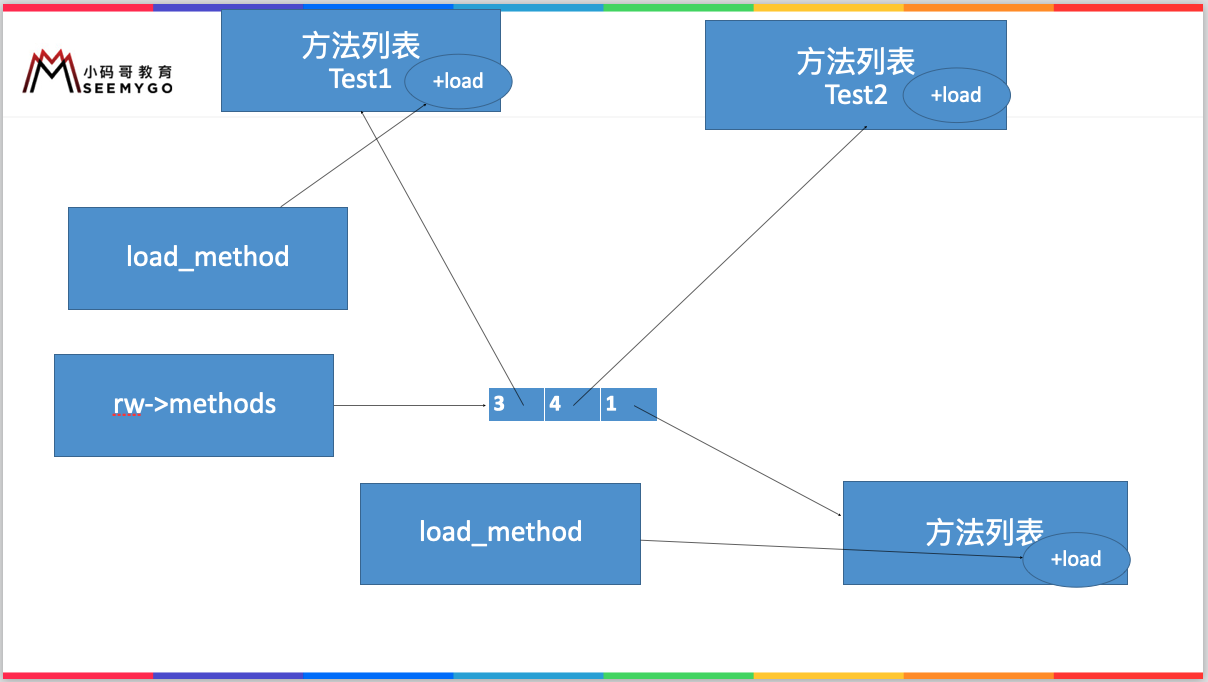 小码哥教育
SEEMYGO
方法列表
Test1
+load
方法列表
Test2
+load
load_method
rw->methods
3 4 1
load_method
方法列表
+load